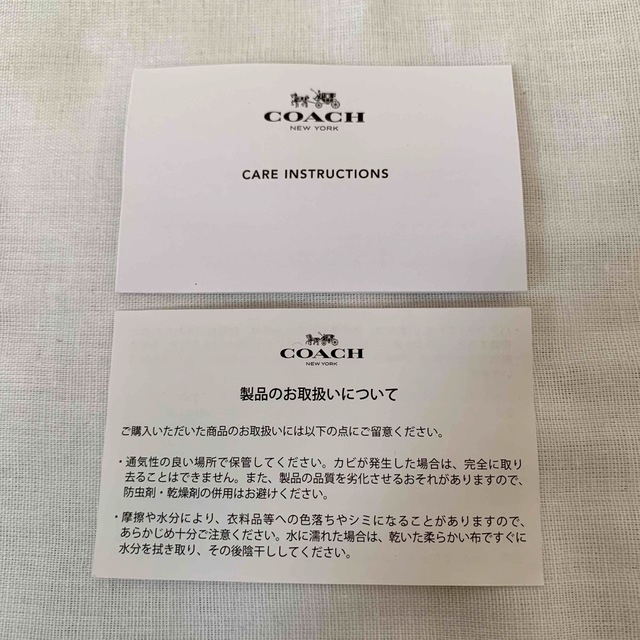 COACH
NEW YORK
CARE INSTRUCTIONS
COACH
NEW YORK
製品のお取扱いについて
ご購入いただいた商品のお取扱いには以下の点にご留意ください。
・通気性の良い場所で保管してください。カビが発生した場合は、完全に取り
去ることはできません。また、製品の品質を劣化させるおそれがありますので、
防虫剤・乾燥剤の併用はお避けください。
・摩擦や水分により、衣料品等への色落ちやシミになることがありますので、
あらかじめ十分ご注意ください。水に濡れた場合は、乾いた柔らかい布ですぐに
水分を拭き取り、その後陰干ししてください。